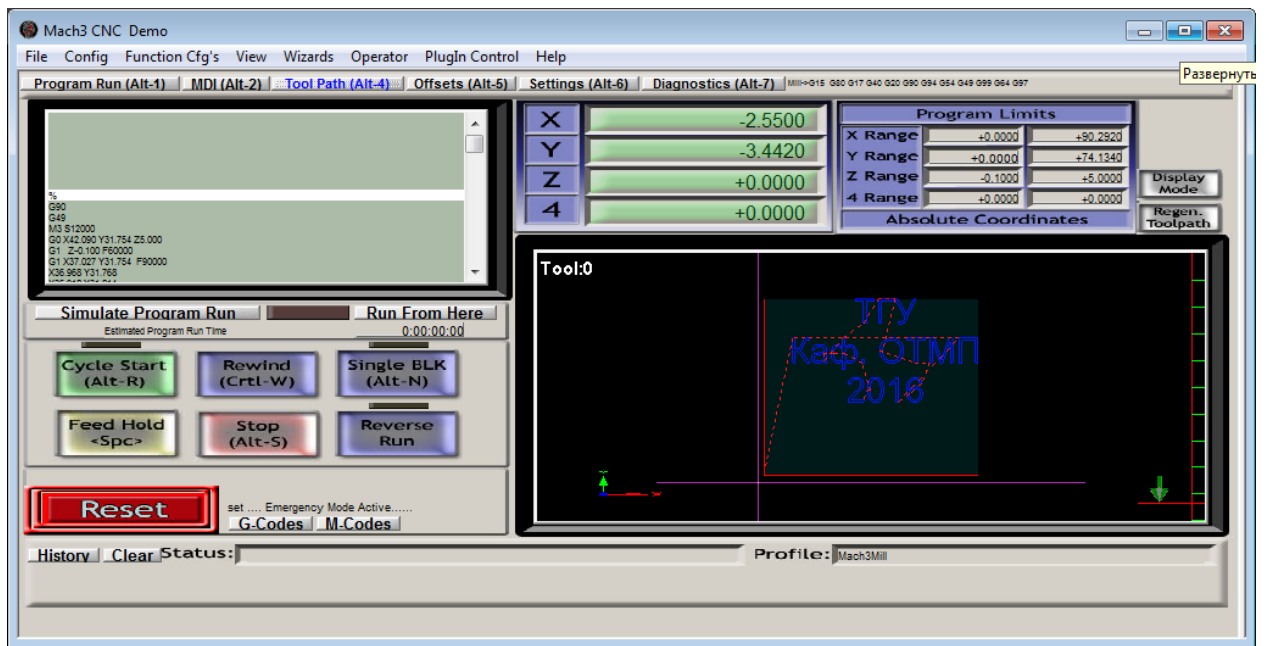 Mach3 CNC Demo
File Config Function Cfg's View Wizards Operator PlugIn Control Help
Развернуть
Program Run (Alt-1) MDI (Alt-2) Tool Path (Alt-4) Offsets (Alt-5) Settings (Alt-6) Diagnostics (Alt-7) Mill->G15 G80 G17 G40 G20 G90 G94 G54 G49 G99 G64 G97
%
G90
G49
M3 S12000
G0 X42.090 Y31.754 Z5.000
G1 Z-0.100 F60000
G1 X37.027 Y31.754 F90000
X36.968 Y31.768
X -2.5500
Y -3.4420
Z +0.0000
4 +0.0000
Program Limits
X Range +0.0000 +90.2920
Y Range +0.0000 +74.1340
Z Range -0.1000 +5.0000
4 Range +0.0000 +0.0000
Absolute Coordinates
Display Mode
Regen. Toolpath
Simulate Program Run Run From Here
Estimated Program Run Time 0:00:00:00
Cycle Start (Alt-R)
Rewind (Crtl-W)
Single BLK (Alt-N)
Feed Hold <Spc>
Stop (Alt-S)
Reverse Run
Tool:0
ТГУ
Каф. ОТМП
2016
Reset
set .... Emergency Mode Active......
G-Codes M-Codes
History Clear Status: Profile: Mach3Mill